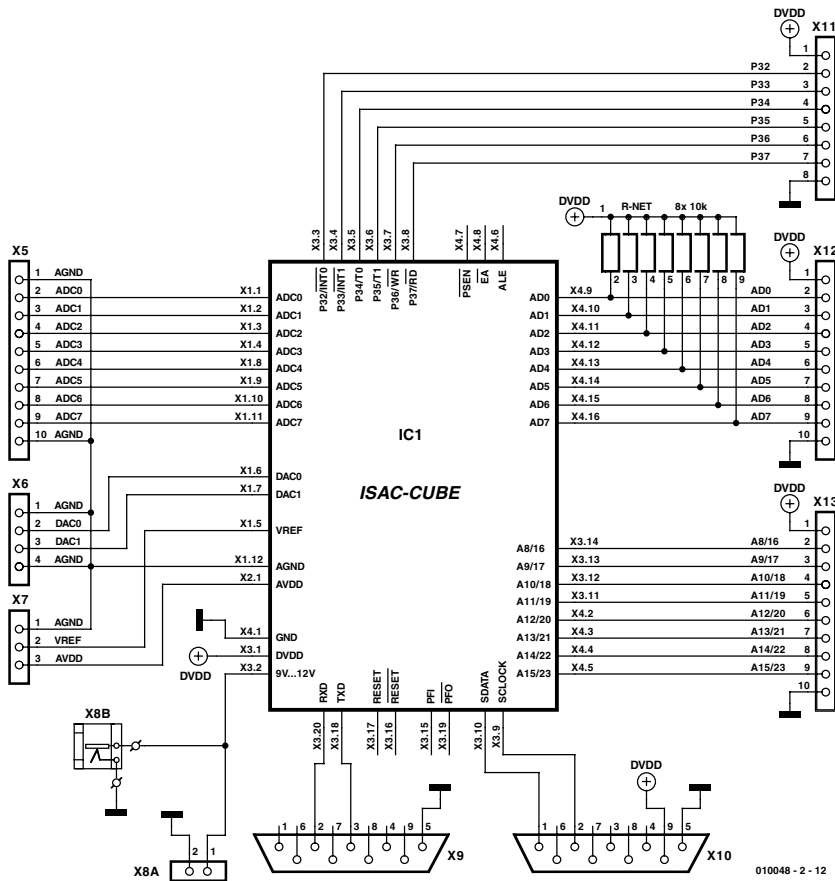 DVDD
X11
1
P32 2
P33 3
P34 4
P35 5
P36 6
P37 7
8
X3.3 X3.4 X3.5 X3.6 X3.7 X3.8
P32/INT0 P33/INT1 P34/T0 P35/T1 P36/WR P37/RD
X4.7 X4.8 X4.6
PSEN EA ALE
DVDD 1 R-NET 8x 10k
2 3 4 5 6 7 8 9
DVDD
X12
1
X4.9 AD0 2
X4.10 AD1 3
X4.11 AD2 4
X4.12 AD3 5
X4.13 AD4 6
X4.14 AD5 7
X4.15 AD6 8
X4.16 AD7 9
10
X5
1 AGND
2 ADC0 X1.1
3 ADC1 X1.2
4 ADC2 X1.3
5 ADC3 X1.4
6 ADC4 X1.8
7 ADC5 X1.9
8 ADC6 X1.10
9 ADC7 X1.11
10 AGND
ADC0
ADC1
ADC2
ADC3
ADC4
ADC5
ADC6
ADC7
AD0
AD1
AD2
AD3
AD4
AD5
AD6
AD7
IC1
ISAC-CUBE
X6
1 AGND
2 DAC0
3 DAC1
4 AGND
X1.6 DAC0
X1.7 DAC1
X1.5 VREF
X1.12 AGND
X2.1 AVDD
X7
1 AGND
2 VREF
3 AVDD
X4.1 GND
X3.1 DVDD
X3.2 9V...12V
DVDD
DVDD
X13
1
A8/16 X3.14 A8/16 2
A9/17 X3.13 A9/17 3
A10/18 X3.12 A10/18 4
A11/19 X3.11 A11/19 5
A12/20 X4.2 A12/20 6
A13/21 X4.3 A13/21 7
A14/22 X4.4 A14/22 8
A15/23 X4.5 A15/23 9
10
RXD TXD RESET RESET PFI PFO SDATA SCLOCK
X3.20 X3.18 X3.17 X3.16 X3.15 X3.19 X3.10 X3.9
X8B
2 1
X8A
1 6 2 7 3 8 4 9 5
X9
DVDD
1 6 2 7 3 8 4 9 5
X10
010048 - 2 - 12